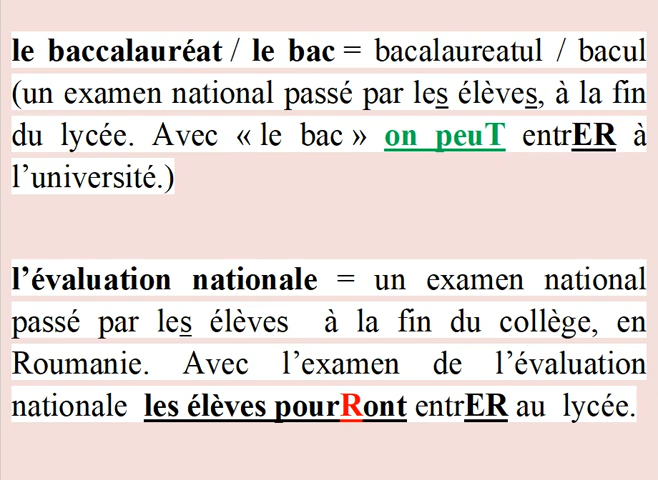 le baccalauréat / le bac = bacalaureatul / bacul
(un examen national passé par les élèves, à la fin
du lycée. Avec « le bac » on peuT entrER à
l’université.)
l’évaluation nationale = un examen national
passé par les élèves à la fin du collège, en
Roumanie. Avec l’examen de l’évaluation
nationale les élèves pourRont entrER au lycée.